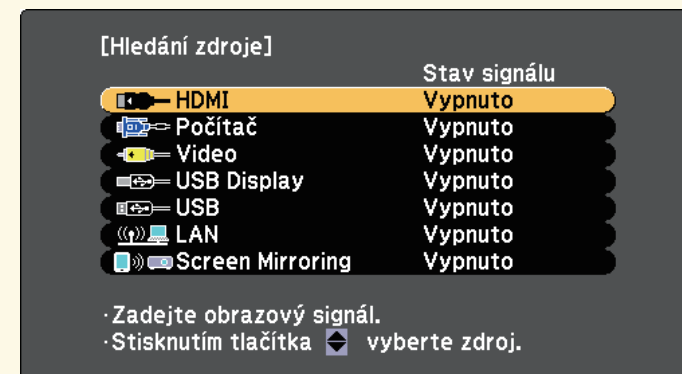 [Hledání zdroje]
Stav signálu
HDMI Vypnuto
Počítač Vypnuto
Video Vypnuto
USB Display Vypnuto
USB Vypnuto
LAN Vypnuto
Screen Mirroring Vypnuto
·Zadejte obrazový signál.
·Stisknutím tlačítka vyberte zdroj.